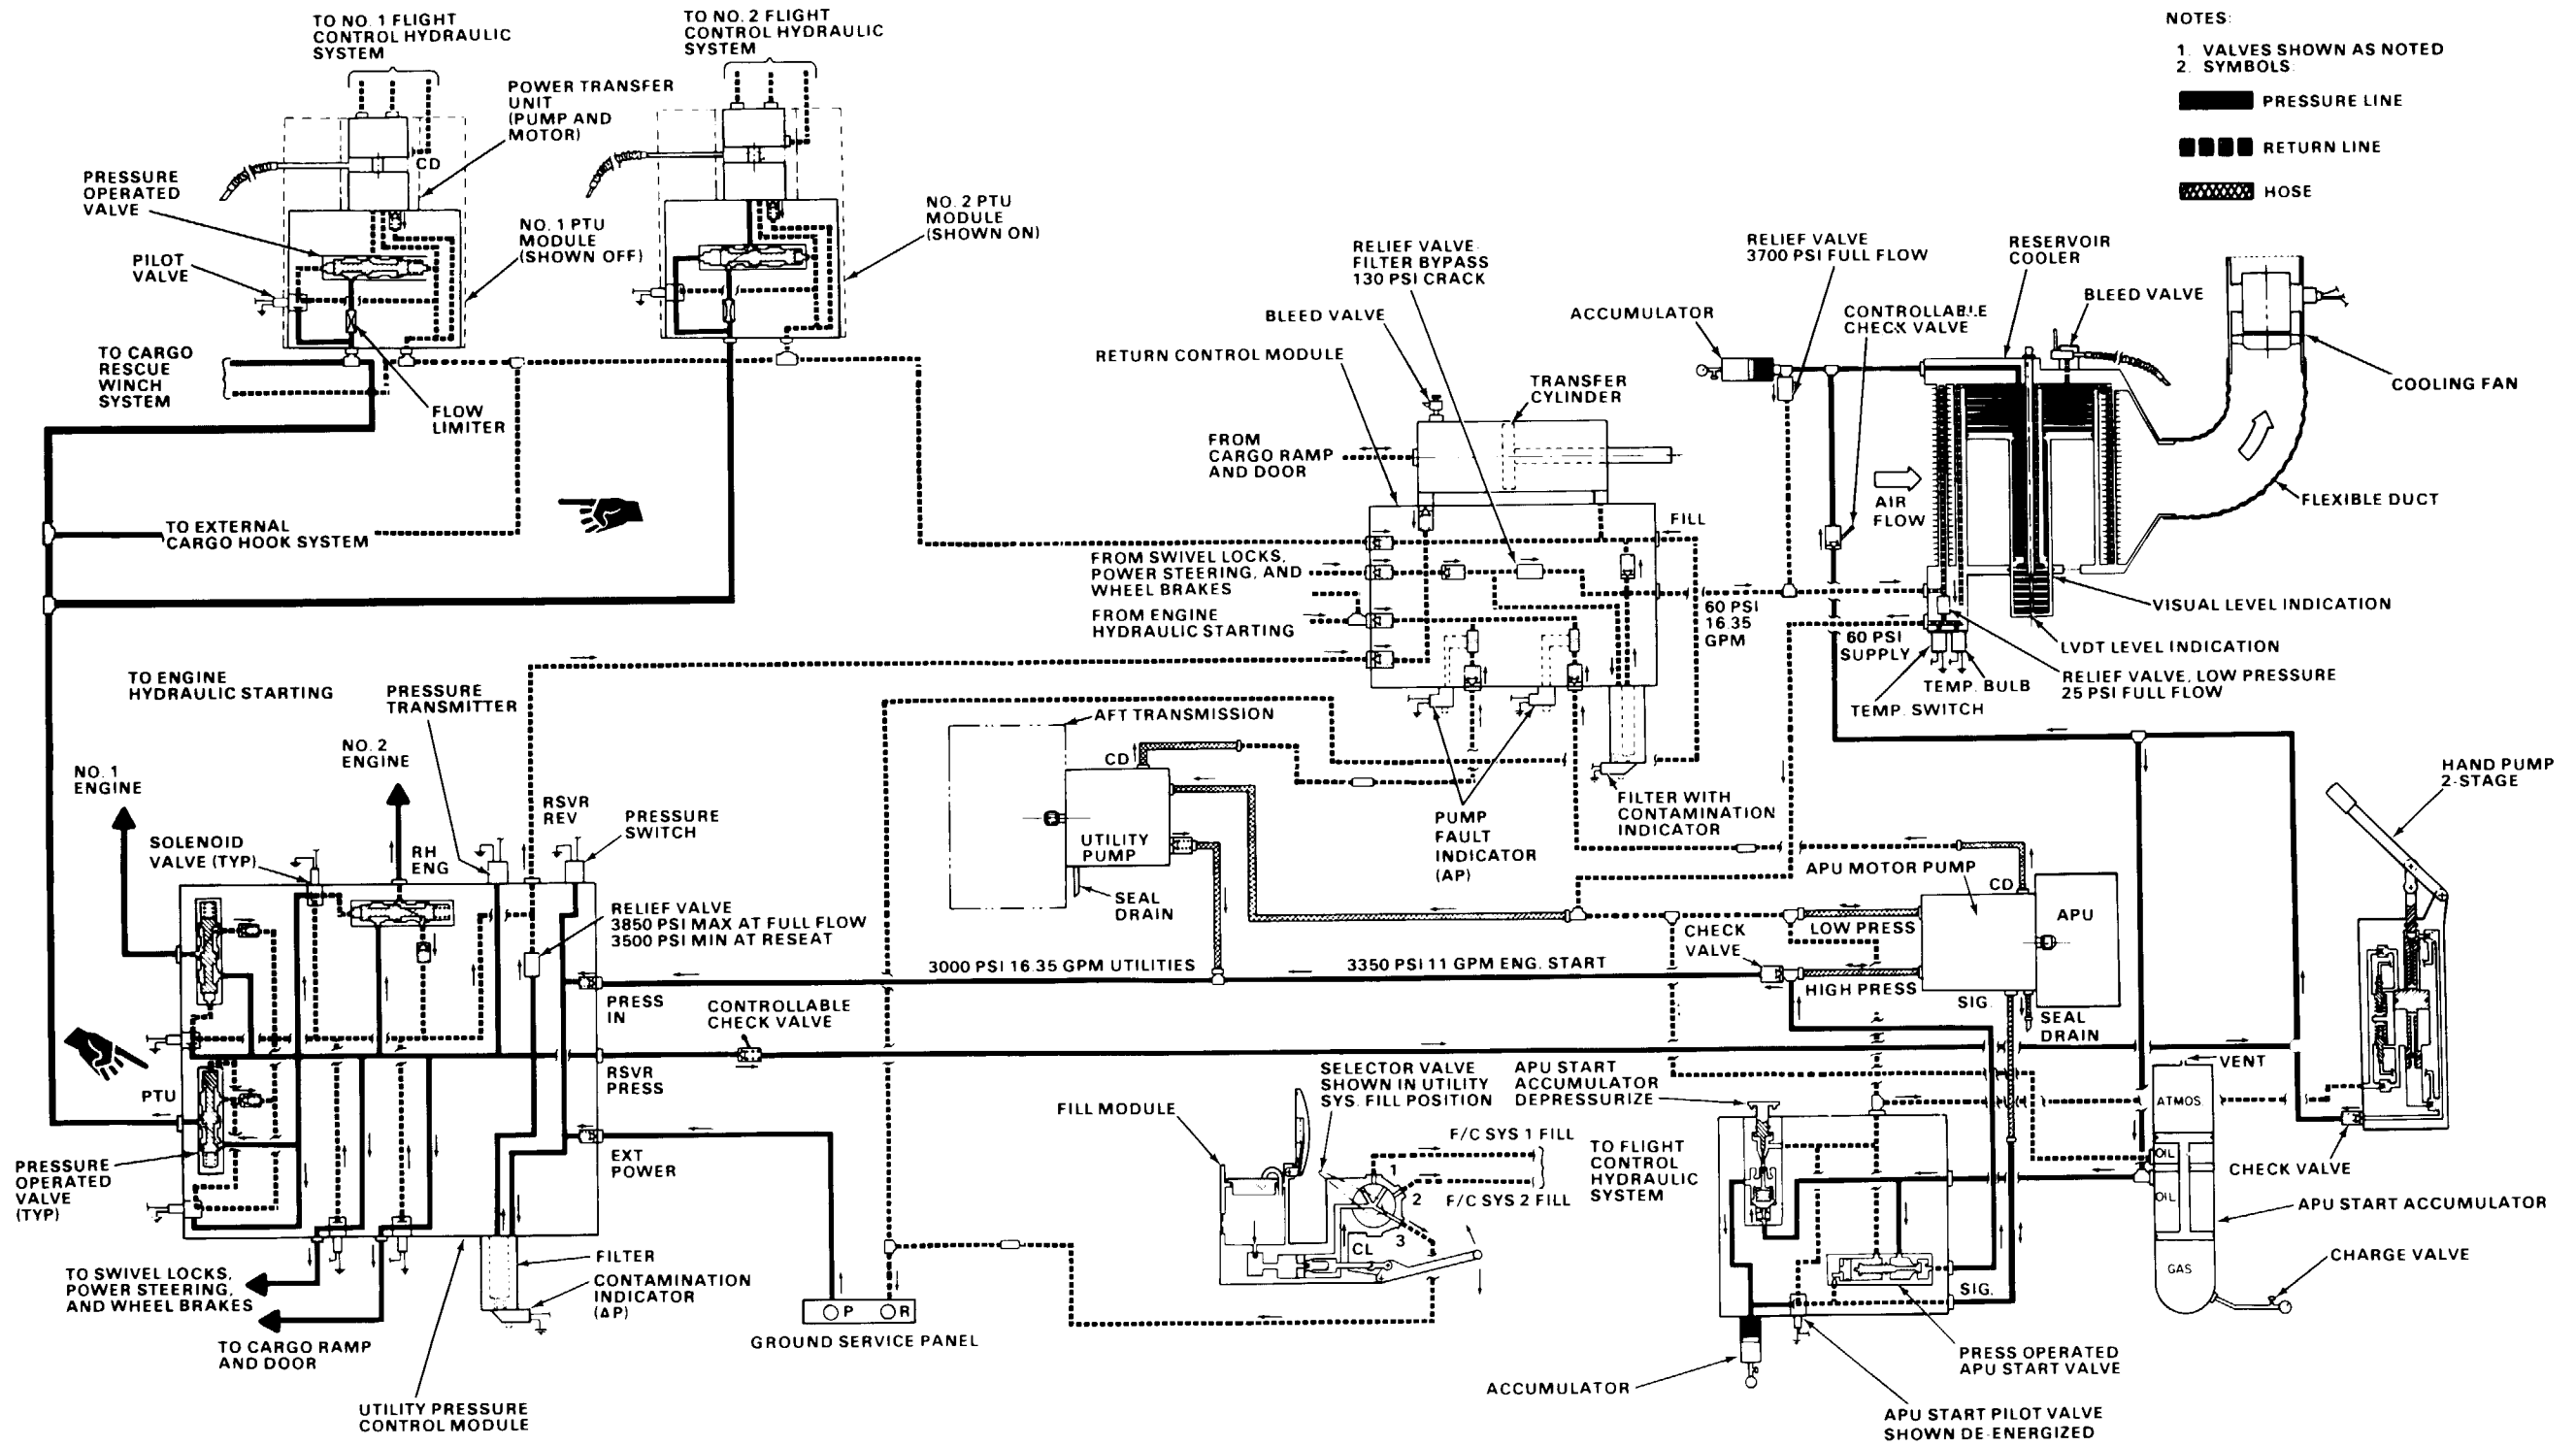 TO NO. 1 FLIGHT
CONTROL HYDRAULIC
SYSTEM
TO NO. 2 FLIGHT
CONTROL HYDRAULIC
SYSTEM
POWER TRANSFER
UNIT
(PUMP AND
MOTOR)
CD
PRESSURE
OPERATED
VALVE
PILOT
VALVE
NO. 1 PTU
MODULE
(SHOWN OFF)
NO. 2 PTU
MODULE
(SHOWN ON)
TO CARGO
RESCUE
WINCH
SYSTEM
FLOW
LIMITER
TO EXTERNAL
CARGO HOOK SYSTEM
NOTES:
1. VALVES SHOWN AS NOTED
2. SYMBOLS
PRESSURE LINE
RETURN LINE
HOSE
RELIEF VALVE
FILTER BYPASS
130 PSI CRACK
BLEED VALVE
RETURN CONTROL MODULE
TRANSFER
CYLINDER
FROM
CARGO RAMP
AND DOOR
FILL
FROM SWIVEL LOCKS,
POWER STEERING, AND
WHEEL BRAKES
FROM ENGINE
HYDRAULIC STARTING
RELIEF VALVE
3700 PSI FULL FLOW
RESERVOIR
COOLER
ACCUMULATOR
CONTROLLABLE
CHECK VALVE
BLEED VALVE
COOLING FAN
AIR
FLOW
FLEXIBLE DUCT
60 PSI
16.35
GPM
60 PSI
SUPPLY
VISUAL LEVEL INDICATION
LVDT LEVEL INDICATION
RELIEF VALVE, LOW PRESSURE
25 PSI FULL FLOW
TEMP. BULB
TEMP. SWITCH
TO ENGINE
HYDRAULIC STARTING
PRESSURE
TRANSMITTER
NO. 2
ENGINE
NO. 1
ENGINE
SOLENOID
VALVE (TYP)
RH
ENG
RSVR
REV
PRESSURE
SWITCH
RELIEF VALVE
3850 PSI MAX AT FULL FLOW
3500 PSI MIN AT RESEAT
AFT TRANSMISSION
CD
UTILITY
PUMP
SEAL
DRAIN
PUMP
FAULT
INDICATOR
(AP)
FILTER WITH
CONTAMINATION
INDICATOR
APU MOTOR PUMP
CD
APU
LOW PRESS
CHECK
VALVE
HIGH PRESS
SIG.
SEAL
DRAIN
HAND PUMP
2-STAGE
3000 PSI 16.35 GPM UTILITIES
3350 PSI 11 GPM ENG. START
PRESS
IN
CONTROLLABLE
CHECK VALVE
RSVR
PRESS
PTU
EXT
POWER
PRESSURE
OPERATED
VALVE
(TYP)
FILTER
CONTAMINATION
INDICATOR
(ΔP)
TO SWIVEL LOCKS,
POWER STEERING,
AND WHEEL BRAKES
TO CARGO RAMP
AND DOOR
UTILITY PRESSURE
CONTROL MODULE
P
R
GROUND SERVICE PANEL
FILL MODULE
SELECTOR VALVE
SHOWN IN UTILITY
SYS. FILL POSITION
F/C SYS 1 FILL
F/C SYS 2 FILL
1
2
3
CL
TO FLIGHT
CONTROL
HYDRAULIC
SYSTEM
APU START
ACCUMULATOR
DEPRESSURIZE
SIG.
ACCUMULATOR
PRESS OPERATED
APU START VALVE
APU START PILOT VALVE
SHOWN DE-ENERGIZED
VENT
ATMOS.
OIL
OIL
GAS
CHECK VALVE
APU START ACCUMULATOR
CHARGE VALVE